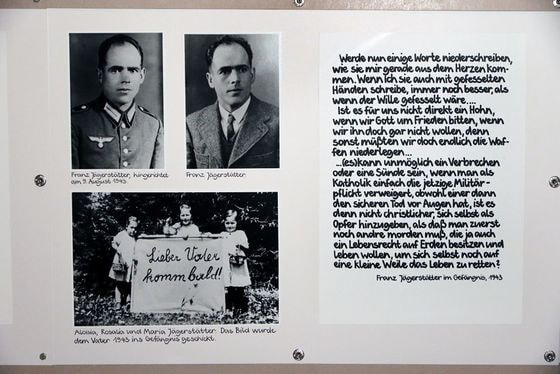 Franz Jägerstätter, hingerichtet
am 9. August 1943.
Franz Jägerstätter.
Lieber Vater
komm bald!
Aloisia, Rosalia und Maria Jägerstätter. Das Bild wurde
dem Vater 1943 ins Gefängnis geschickt.
Werde nun einige Worte niederschreiben,
wie sie mir gerade aus dem Herzen kom-
men. Wenn ich sie auch mit gefesselten
Händen schreibe, immer noch besser, als
wenn der Wille gefesselt wäre....
Ist es für uns nicht direkt ein Hohn,
wenn wir Gott um Frieden bitten, wenn
wir ihn doch gar nicht wollen, denn
sonst müßten wir doch endlich die Waf-
fen niederlegen...
...(es) kann unmöglich ein Verbrechen
oder eine Sünde sein, wenn man als
Katholik einfach die jetzige Militär-
pflicht verweigert, obwohl einer dann
den sicheren Tod vor Augen hat, ist es
denn nicht christlicher, sich selbst als
Opfer hinzugeben, als daß man zuerst
noch andre morden muß, die ja auch
ein Lebensrecht auf Erden besitzen und
leben wollen, um sich selbst noch auf
eine kleine Weile das Leben zu retten?
Franz Jägerstätter im Gefängnis, 1943